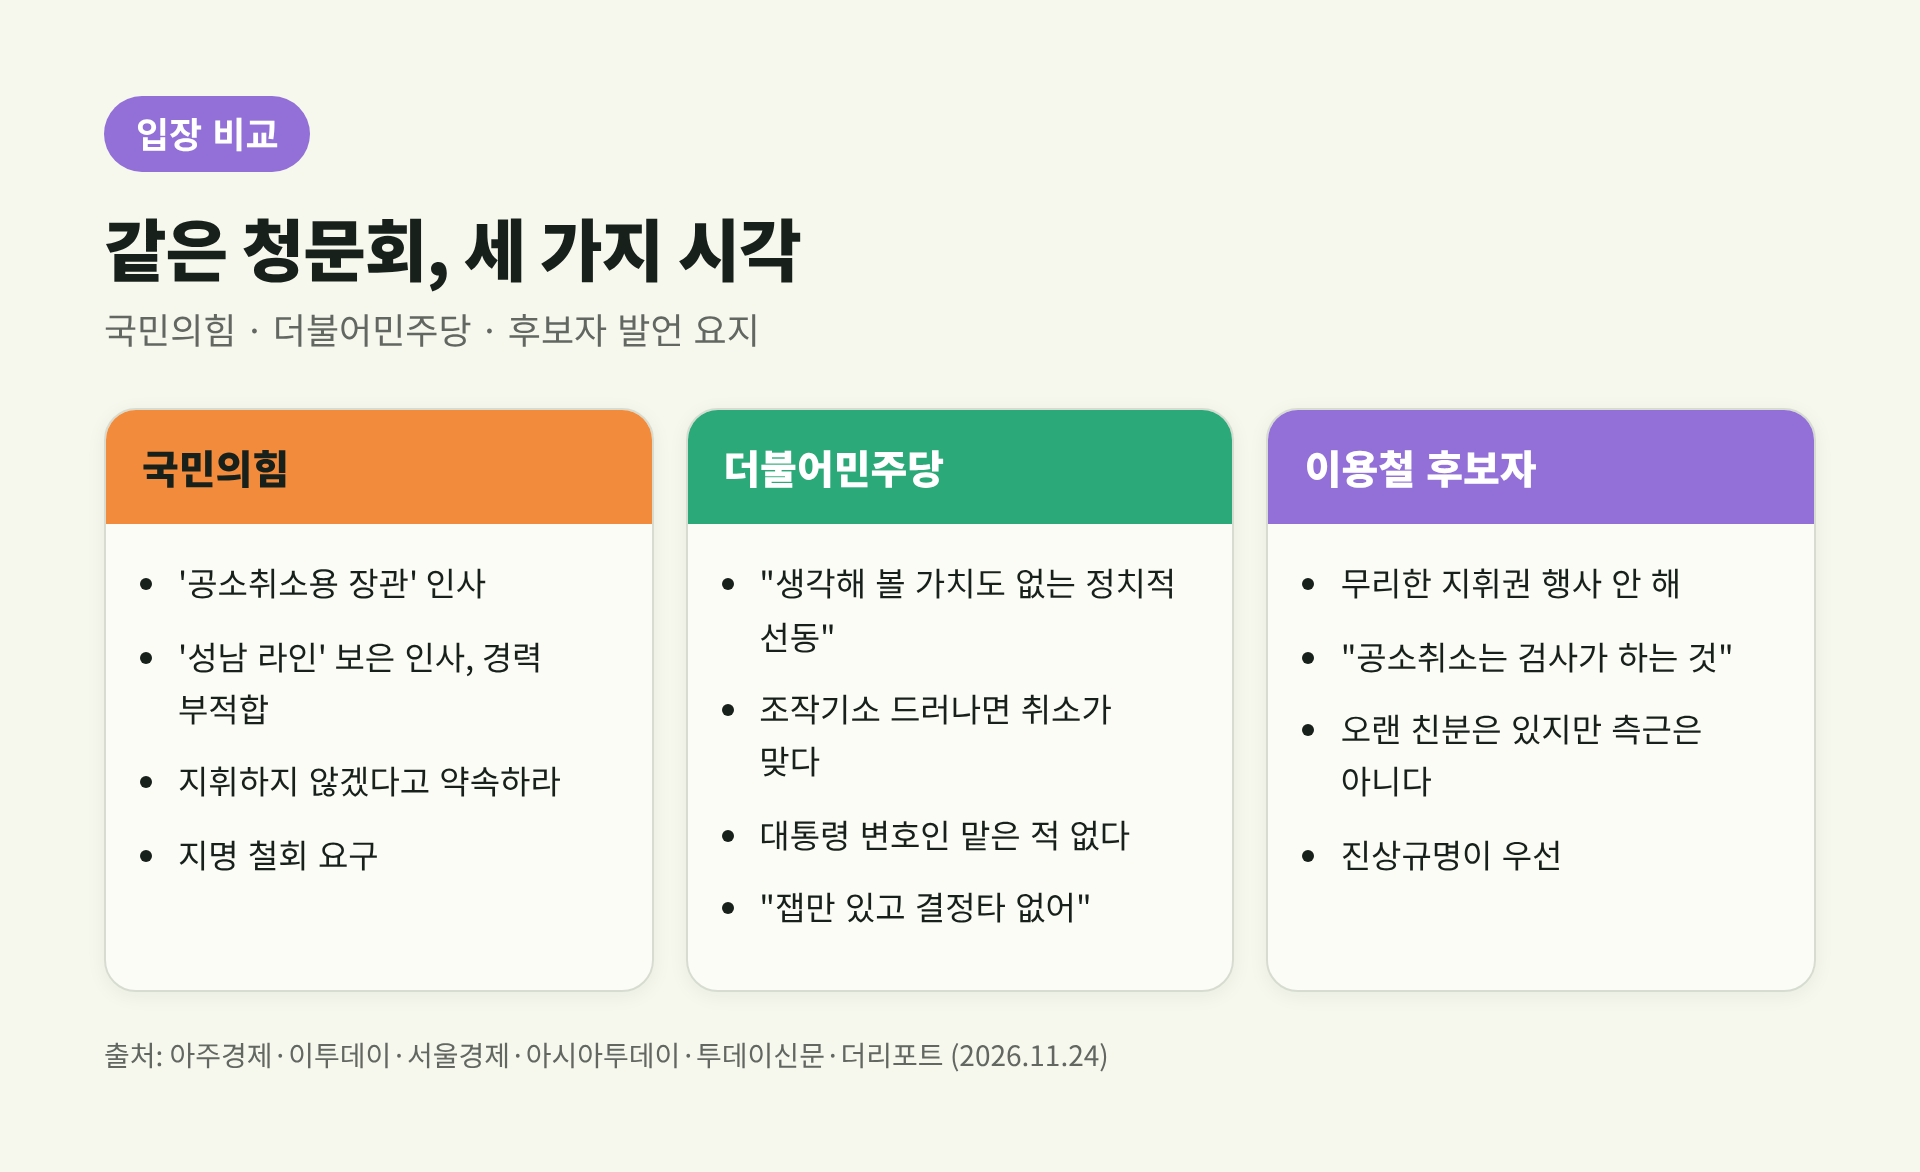 입장 비교
같은 청문회, 세 가지 시각
국민의힘 · 더불어민주당 · 후보자 발언 요지
국민의힘
• '공소취소용 장관' 인사
• '성남 라인' 보은 인사, 경력
부적합
• 지휘하지 않겠다고 약속하라
• 지명 철회 요구
더불어민주당
• "생각해 볼 가치도 없는 정치적
선동"
• 조작기소 드러나면 취소가
맞다
• 대통령 변호인 맡은 적 없다
• "잽만 있고 결정타 없어"
이용철 후보자
• 무리한 지휘권 행사 안 해
• "공소취소는 검사가 하는 것"
• 오랜 친분은 있지만 측근은
아니다
• 진상규명이 우선
출처: 아주경제·이투데이·서울경제·아시아투데이·투데이신문·더리포트 (2026.11.24)